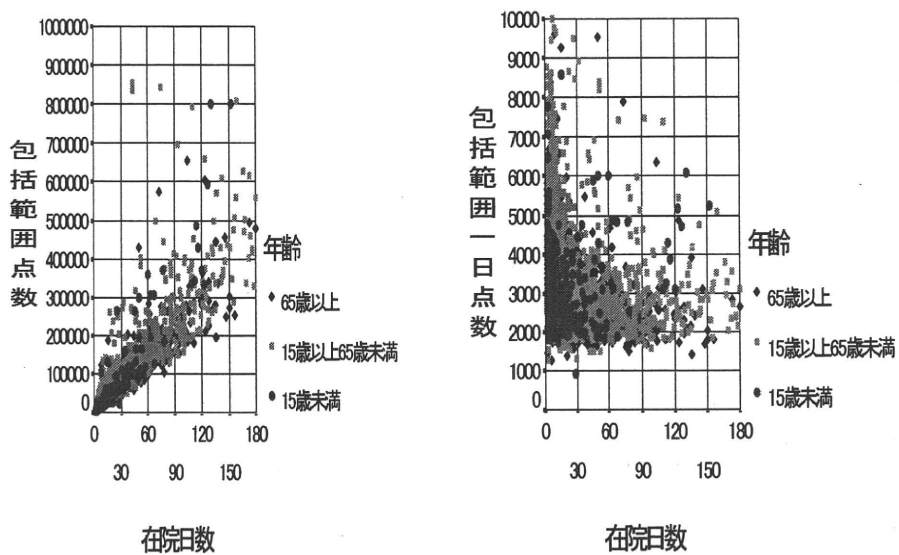 包括範囲点数
1000000
900000
800000
700000
600000
500000
400000
300000
200000
100000
0
0 60 120 180
30 90 150
在院日数
年齢
65歳以上
15歳以上65歳未満
15歳未満
包括範囲一日点数
10000
9000
8000
7000
6000
5000
4000
3000
2000
1000
0
0 60 120 180
30 90 150
在院日数
年齢
65歳以上
15歳以上65歳未満
15歳未満